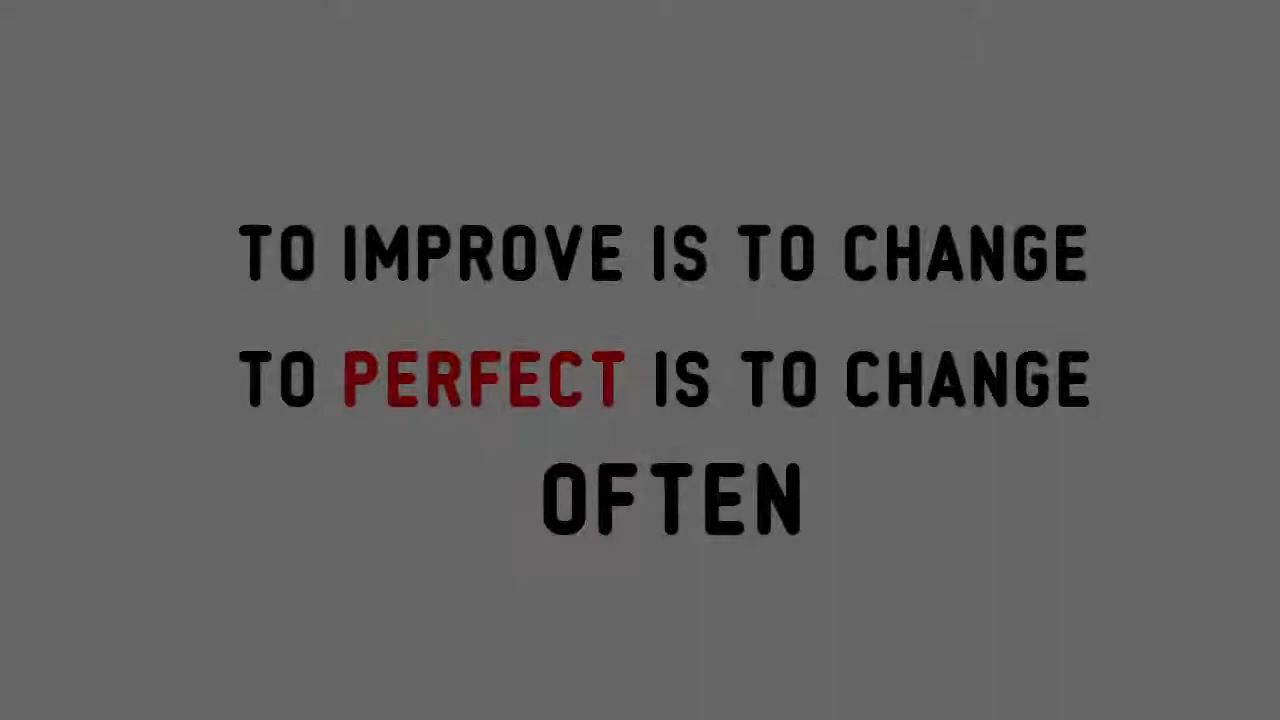 TO IMPROVE IS TO CHANGE
TO PERFECT IS TO CHANGE
OFTEN